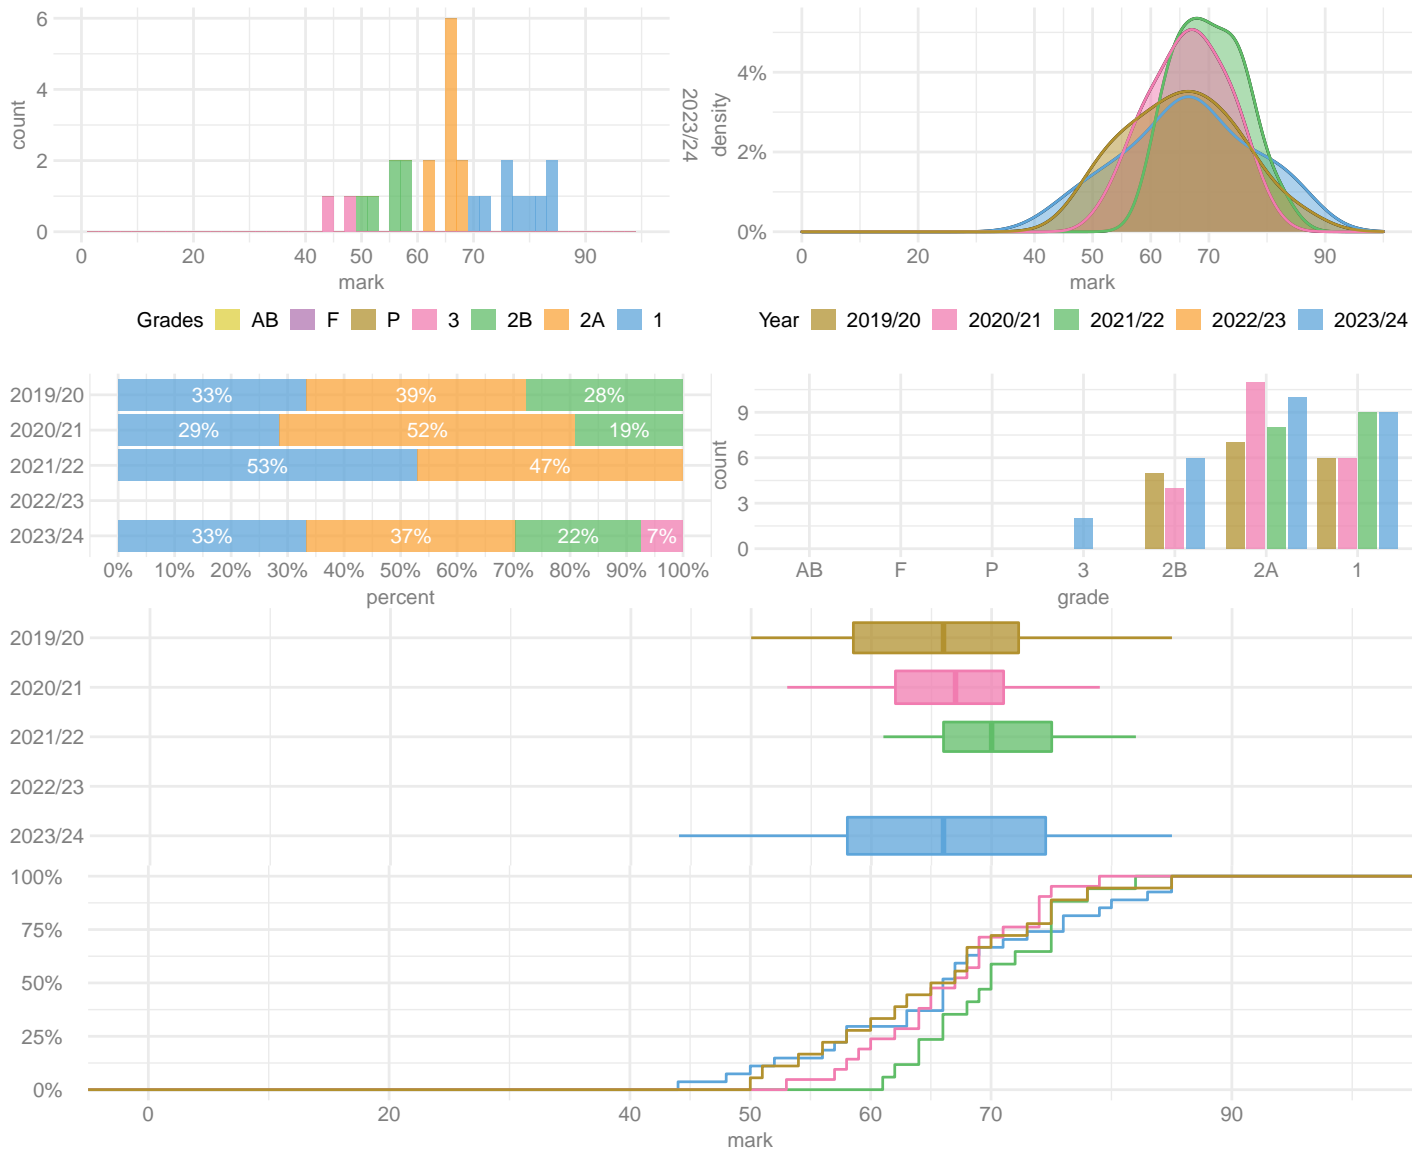 6
4
2
0
count
0
20
40
50
60
70
90
mark
2023/24
4%
2%
0%
density
0
20
40
50
60
70
90
mark
Grades AB F P 3 2B 2A 1
Year 2019/20 2020/21 2021/22 2022/23 2023/24
2019/20 33% 39% 28%
2020/21 29% 52% 19%
2021/22 53% 47%
2022/23
2023/24 33% 37% 22% 7%
0% 10% 20% 30% 40% 50% 60% 70% 80% 90% 100%
percent
9
6
3
0
count
AB F P 3 2B 2A 1
grade
2019/20
2020/21
2021/22
2022/23
2023/24
100%
75%
50%
25%
0%
0 20 40 50 60 70 90
mark